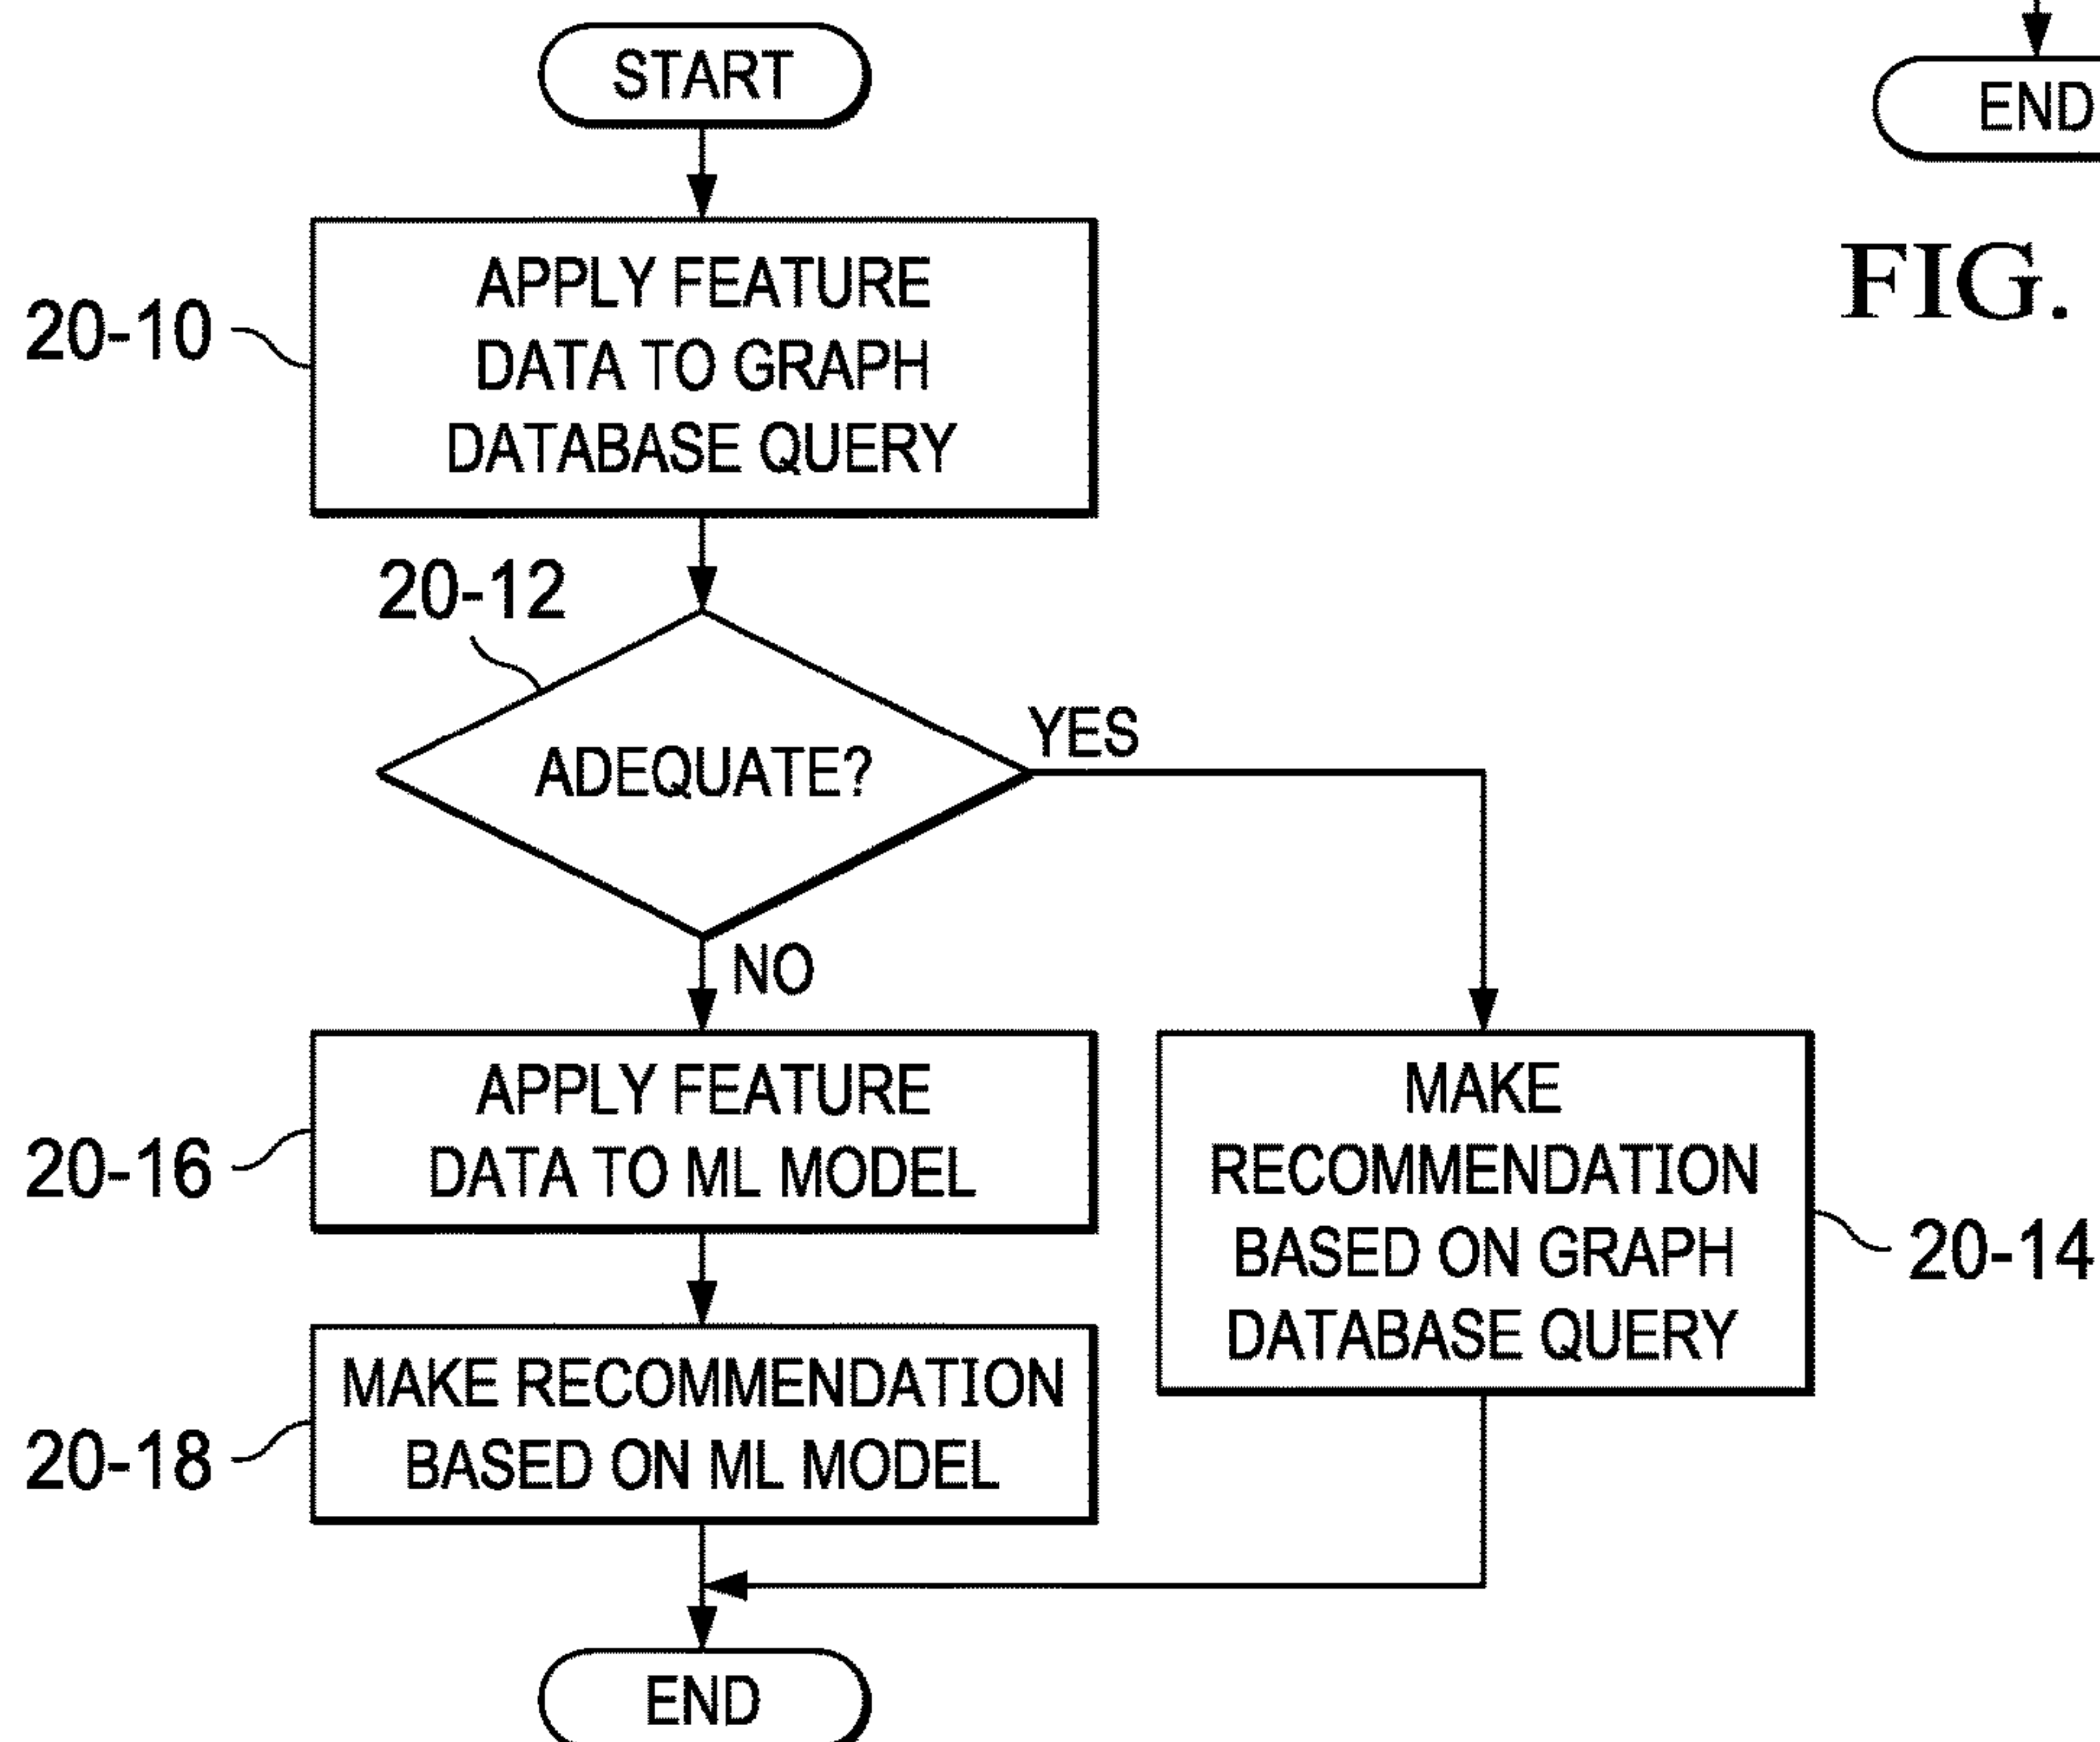 START
20-10
APPLY FEATURE
DATA TO GRAPH
DATABASE QUERY
20-12
ADEQUATE?
YES
NO
20-16
APPLY FEATURE
DATA TO ML MODEL
MAKE
RECOMMENDATION
BASED ON GRAPH
DATABASE QUERY
20-14
20-18
MAKE RECOMMENDATION
BASED ON ML MODEL
END
END
FIG.